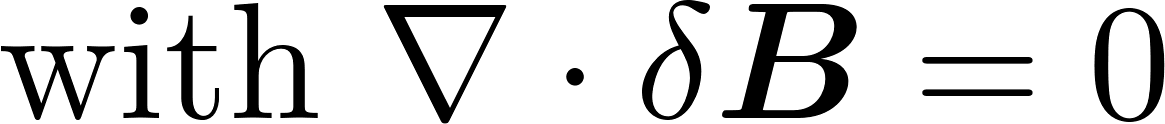 with ∇ · δ𝑩 = 0